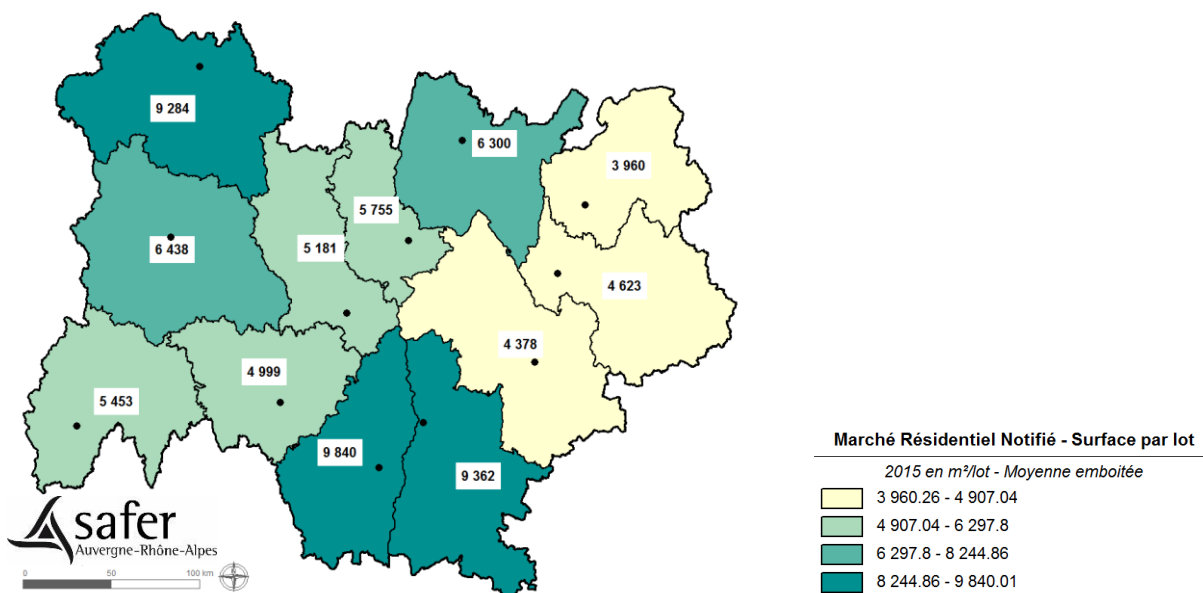 9 284
6 300
3 960
5 755
6 438
5 181
4 623
4 378
4 999
5 453
9 840
9 362
Marché Résidentiel Notifié - Surface par lot
2015 en m²/lot - Moyenne emboitée
3 960.26 - 4 907.04
4 907.04 - 6 297.8
6 297.8 - 8 244.86
8 244.86 - 9 840.01
safer
Auvergne-Rhône-Alpes
0 50 100 km
N